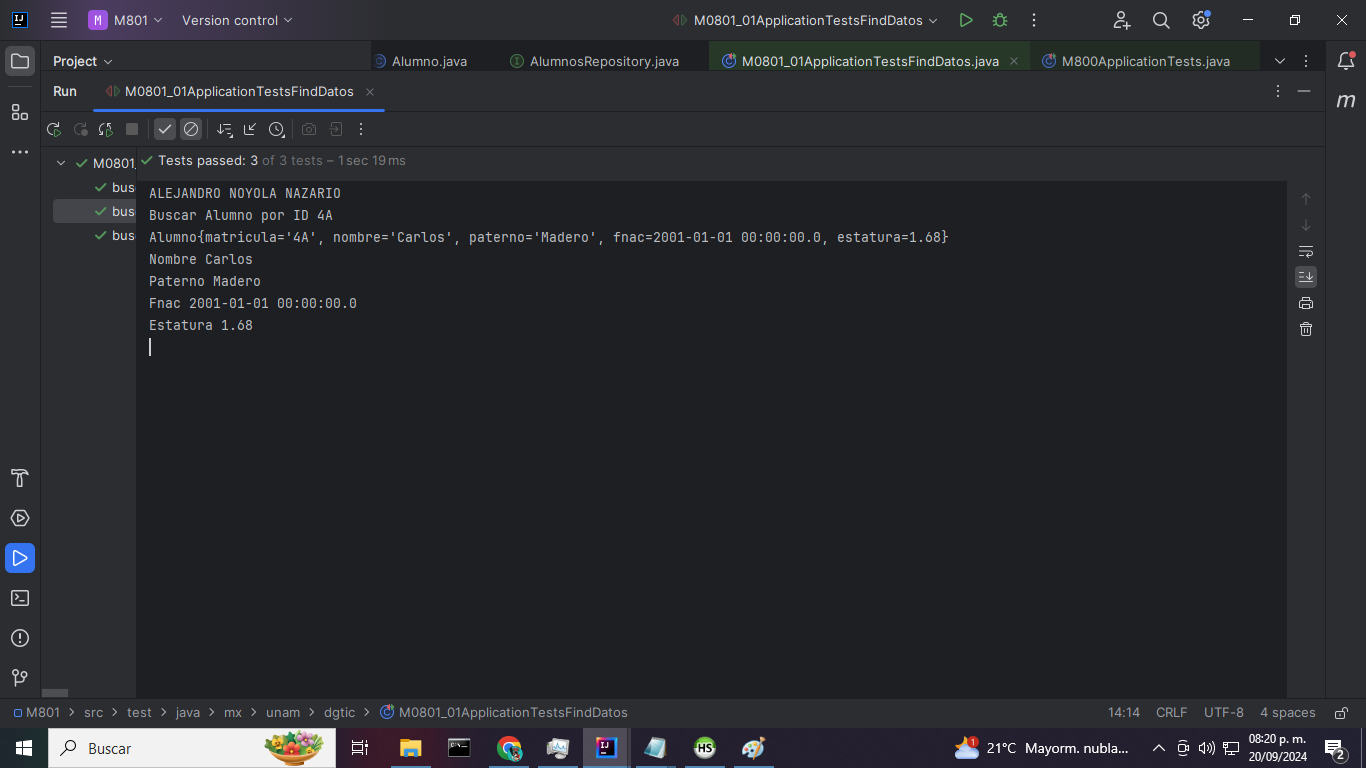 M M801 Version control M0801_01ApplicationTestsFindDatos
Project Alumno.java AlumnosRepository.java M0801_01ApplicationTestsFindDatos.java M800ApplicationTests.java
Run M0801_01ApplicationTestsFindDatos
M0801_ Tests passed: 3 of 3 tests – 1 sec 19 ms
ALEJANDRO NOYOLA NAZARIO
Buscar Alumno por ID 4A
Alumno{matricula='4A', nombre='Carlos', paterno='Madero', fnac=2001-01-01 00:00:00.0, estatura=1.68}
Nombre Carlos
Paterno Madero
Fnac 2001-01-01 00:00:00.0
Estatura 1.68
M801 > src > test > java > mx > unam > dgtic > M0801_01ApplicationTestsFindDatos 14:14 CRLF UTF-8 4 spaces
Buscar HS 1 21°C Mayorm. nubla... 08:20 p. m.
20/09/2024 2